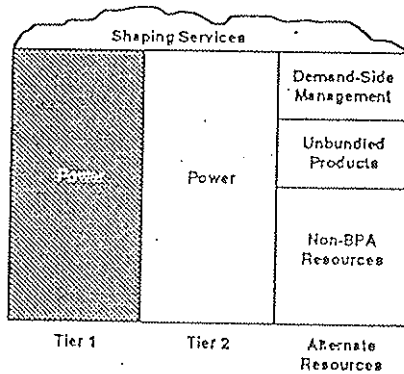 Shaping Services
Power
Power
Demand-Side
Management
Unbundled
Products
Non-BPA
Resources
Tier 1
Tier 2
Alternate
Resources